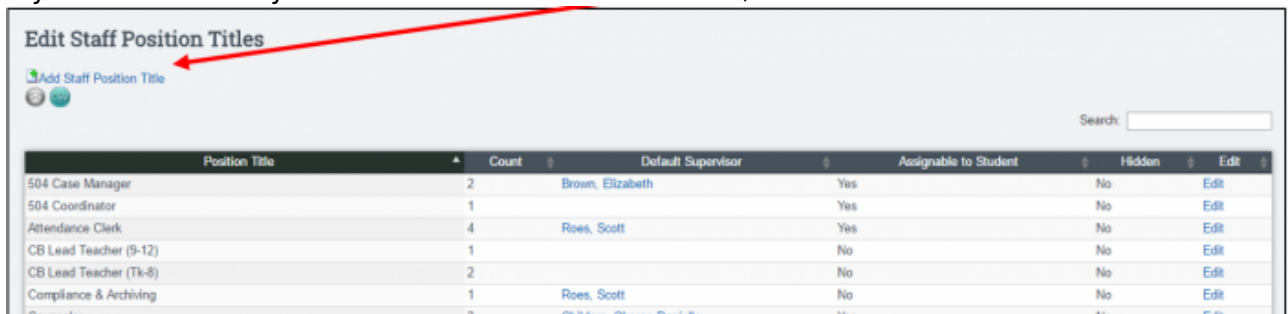 Edit Staff Position Titles
Add Staff Position Title
Search:
Position Title Count Default Supervisor Assignable to Student Hidden Edit
504 Case Manager 2 Brown, Elizabeth Yes No Edit
504 Coordinator 1 Yes No Edit
Attendance Clerk 4 Roes, Scott Yes No Edit
CB Lead Teacher (9-12) 1 No No Edit
CB Lead Teacher (Tk-8) 2 No No Edit
Compliance & Archiving 1 Roes, Scott No No Edit